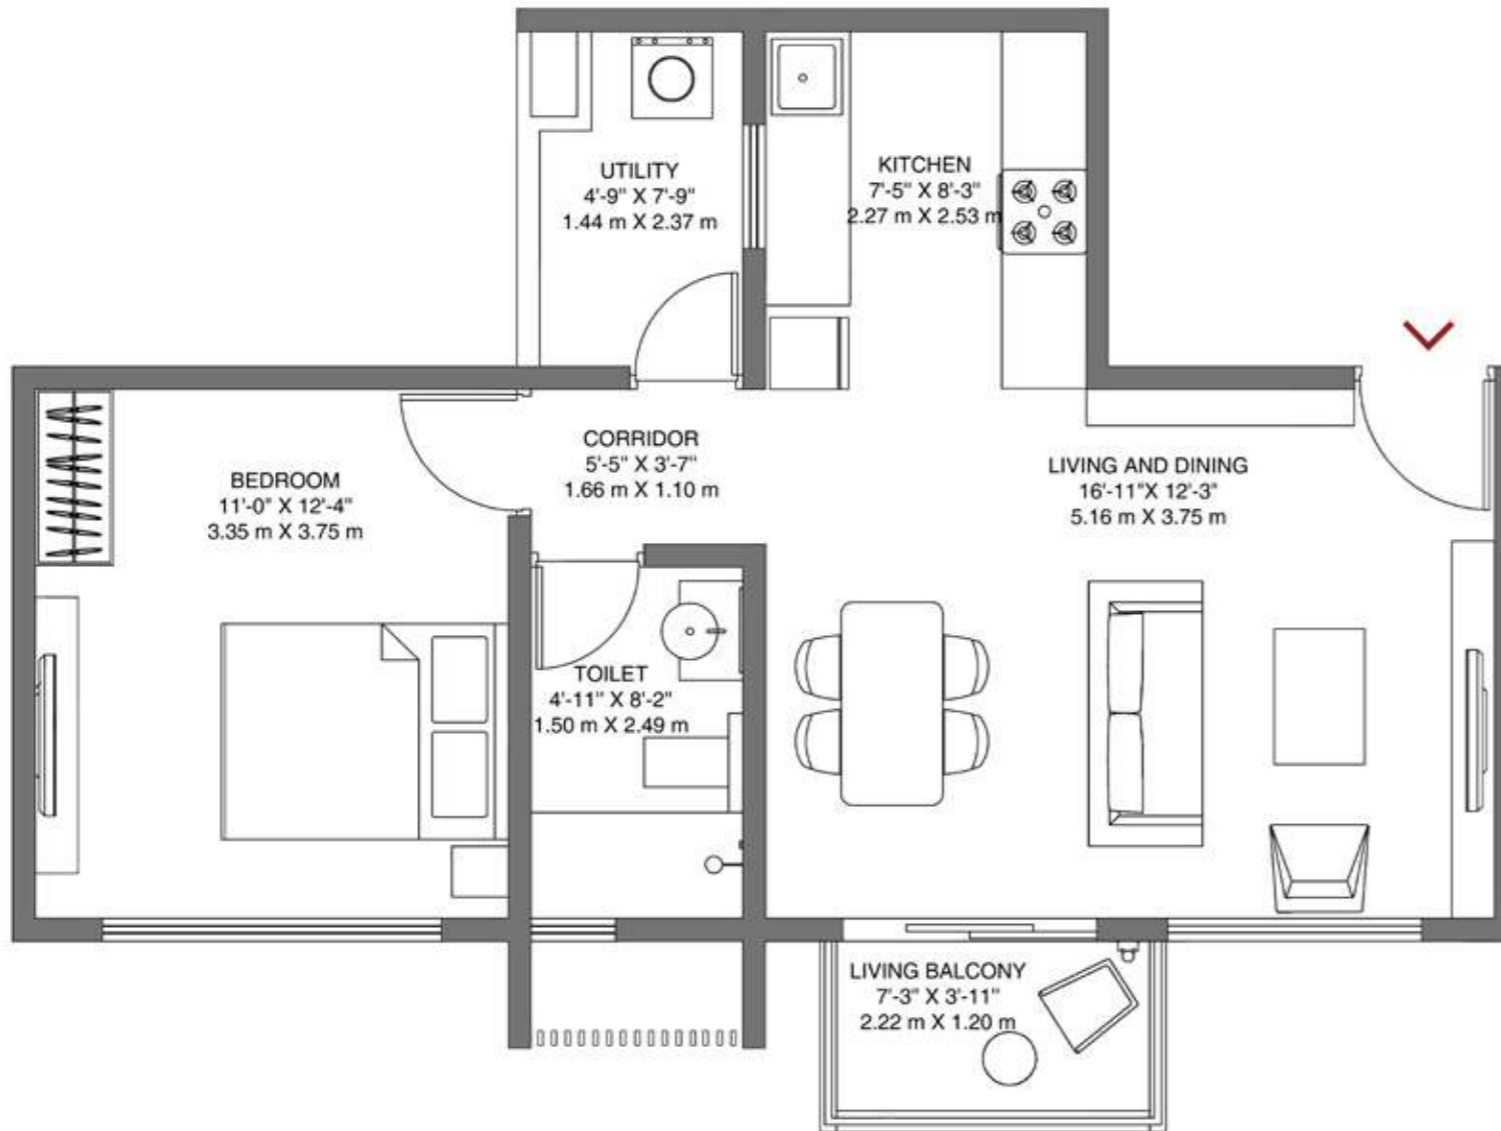 UTILITY
4'-9" X 7'-9"
1.44 m X 2.37 m
KITCHEN
7'-5" X 8'-3"
2.27 m X 2.53 m
CORRIDOR
5'-5" X 3'-7"
1.66 m X 1.10 m
BEDROOM
11'-0" X 12'-4"
3.35 m X 3.75 m
LIVING AND DINING
16'-11"X 12'-3"
5.16 m X 3.75 m
TOILET
4'-11" X 8'-2"
1.50 m X 2.49 m
LIVING BALCONY
7'-3" X 3'-11"
2.22 m X 1.20 m